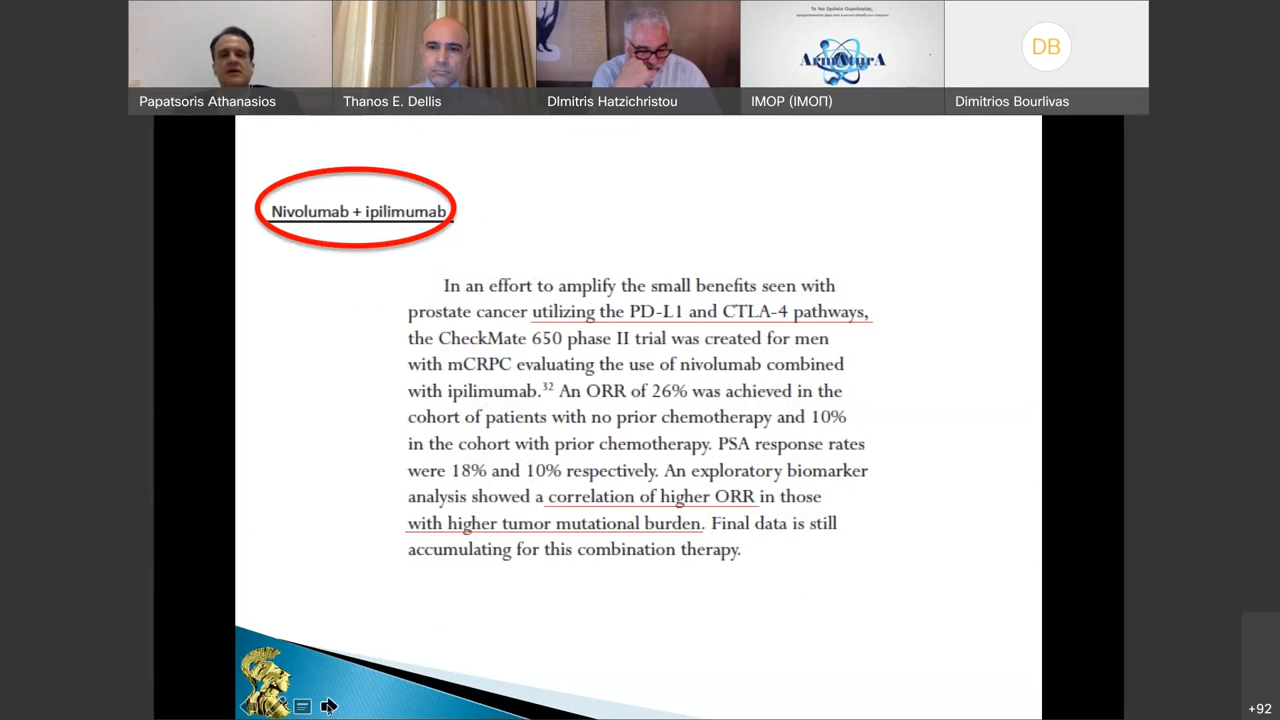 Το νέο Σχολείο Ουρολογίας,
ArmAturA
DB
Papatsoris Athanasios
Thanos E. Dellis
DImitris Hatzichristou
IMOP (ΙΜΟΠ)
Dimitrios Bourlivas
Nivolumab + ipilimumab
In an effort to amplify the small benefits seen with
prostate cancer utilizing the PD-L1 and CTLA-4 pathways,
the CheckMate 650 phase II trial was created for men
with mCRPC evaluating the use of nivolumab combined
with ipilimumab.³² An ORR of 26% was achieved in the
cohort of patients with no prior chemotherapy and 10%
in the cohort with prior chemotherapy. PSA response rates
were 18% and 10% respectively. An exploratory biomarker
analysis showed a correlation of higher ORR in those
with higher tumor mutational burden. Final data is still
accumulating for this combination therapy.
+92